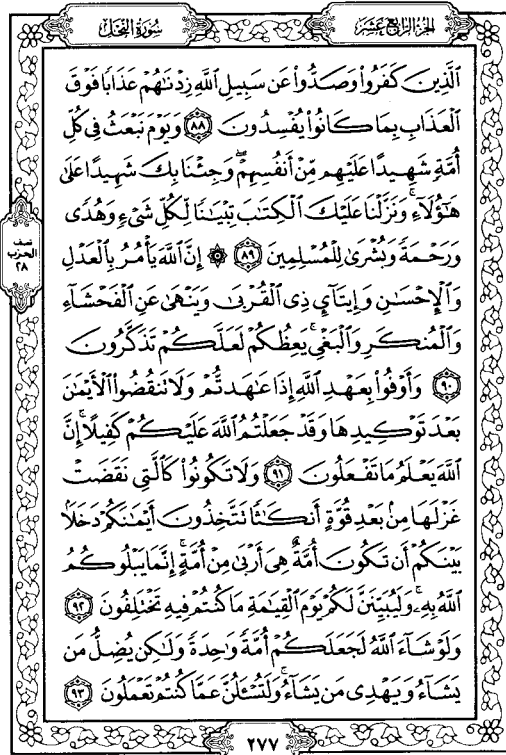 الجزء الرابع عشر
سورة النحل
ٱلَّذِينَ كَفَرُوا۟ وَصَدُّوا۟ عَن سَبِيلِ ٱللَّهِ زِدْنَٰهُمْ عَذَابًا فَوْقَ
ٱلْعَذَابِ بِمَا كَانُوا۟ يُفْسِدُونَ ٨٨ وَيَوْمَ نَبْعَثُ فِى كُلِّ
أُمَّةٍ شَهِيدًا عَلَيْهِم مِّنْ أَنفُسِهِمْ ۖ وَجِئْنَا بِكَ شَهِيدًا عَلَىٰ
هَٰٓؤُلَآءِ ۚ وَنَزَّلْنَا عَلَيْكَ ٱلْكِتَٰبَ تِبْيَٰنًا لِّكُلِّ شَىْءٍ وَهُدًى
وَرَحْمَةً وَبُشْرَىٰ لِلْمُسْلِمِينَ ٨٩ ۞ إِنَّ ٱللَّهَ يَأْمُرُ بِٱلْعَدْلِ
وَٱلْإِحْسَٰنِ وَإِيتَآئِ ذِى ٱلْقُرْبَىٰ وَيَنْهَىٰ عَنِ ٱلْفَحْشَآءِ
وَٱلْمُنكَرِ وَٱلْبَغْىِ ۚ يَعِظُكُمْ لَعَلَّكُمْ تَذَكَّرُونَ
٩٠ وَأَوْفُوا۟ بِعَهْدِ ٱللَّهِ إِذَا عَٰهَدتُّمْ وَلَا تَنقُضُوا۟ ٱلْأَيْمَٰنَ
بَعْدَ تَوْكِيدِهَا وَقَدْ جَعَلْتُمُ ٱللَّهَ عَلَيْكُمْ كَفِيلًا ۚ إِنَّ
ٱللَّهَ يَعْلَمُ مَا تَفْعَلُونَ ٩١ وَلَا تَكُونُوا۟ كَٱلَّتِى نَقَضَتْ
غَزْلَهَا مِنۢ بَعْدِ قُوَّةٍ أَنكَٰثًا تَتَّخِذُونَ أَيْمَٰنَكُمْ دَخَلًۢا
بَيْنَكُمْ أَن تَكُونَ أُمَّةٌ هِىَ أَرْبَىٰ مِنْ أُمَّةٍ ۚ إِنَّمَا يَبْلُوكُمُ
ٱللَّهُ بِهِۦ ۚ وَلَيُبَيِّنَنَّ لَكُمْ يَوْمَ ٱلْقِيَٰمَةِ مَا كُنتُمْ فِيهِ تَخْتَلِفُونَ ٩٢
وَلَوْ شَآءَ ٱللَّهُ لَجَعَلَكُمْ أُمَّةً وَٰحِدَةً وَلَٰكِن يُضِلُّ مَن
يَشَآءُ وَيَهْدِى مَن يَشَآءُ ۚ وَلَتُسْـَٔلُنَّ عَمَّا كُنتُمْ تَعْمَلُونَ ٩٣
نصف
الحزب
٢٨
٢٧٧